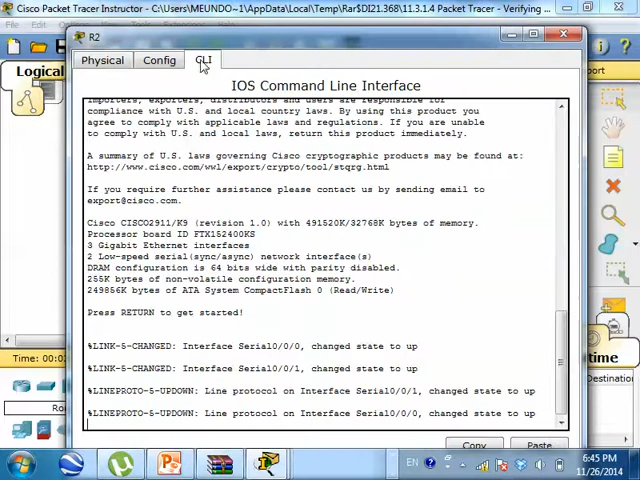 Cisco Packet Tracer Instructor - C:\Users\MEUNDO~1\AppData\Local\Temp\Rar$DI21.368\11.3.1.4 Packet Tracer - Verifying ...
File Edit
R2
Logical
Physical Config CLI
IOS Command Line Interface
importers, exporters, distributors and users are responsible for
compliance with U.S. and local country laws. By using this product you
agree to comply with applicable laws and regulations. If you are unable
to comply with U.S. and local laws, return this product immediately.
A summary of U.S. laws governing Cisco cryptographic products may be found at:
http://www.cisco.com/wwl/export/crypto/tool/stqrg.html
If you require further assistance please contact us by sending email to
export@cisco.com.
Cisco CISCO2911/K9 (revision 1.0) with 491520K/32768K bytes of memory.
Processor board ID FTX152400KS
3 Gigabit Ethernet interfaces
2 Low-speed serial(sync/async) network interface(s)
DRAM configuration is 64 bits wide with parity disabled.
255K bytes of non-volatile configuration memory.
249856K bytes of ATA System CompactFlash 0 (Read/Write)
Press RETURN to get started!
%LINK-5-CHANGED: Interface Serial0/0/0, changed state to up
%LINK-5-CHANGED: Interface Serial0/0/1, changed state to up
%LINEPROTO-5-UPDOWN: Line protocol on Interface Serial0/0/1, changed state to up
%LINEPROTO-5-UPDOWN: Line protocol on Interface Serial0/0/0, changed state to up
Copy Paste
Time: 00:0
Destination
EN
6:45 PM
11/26/2014